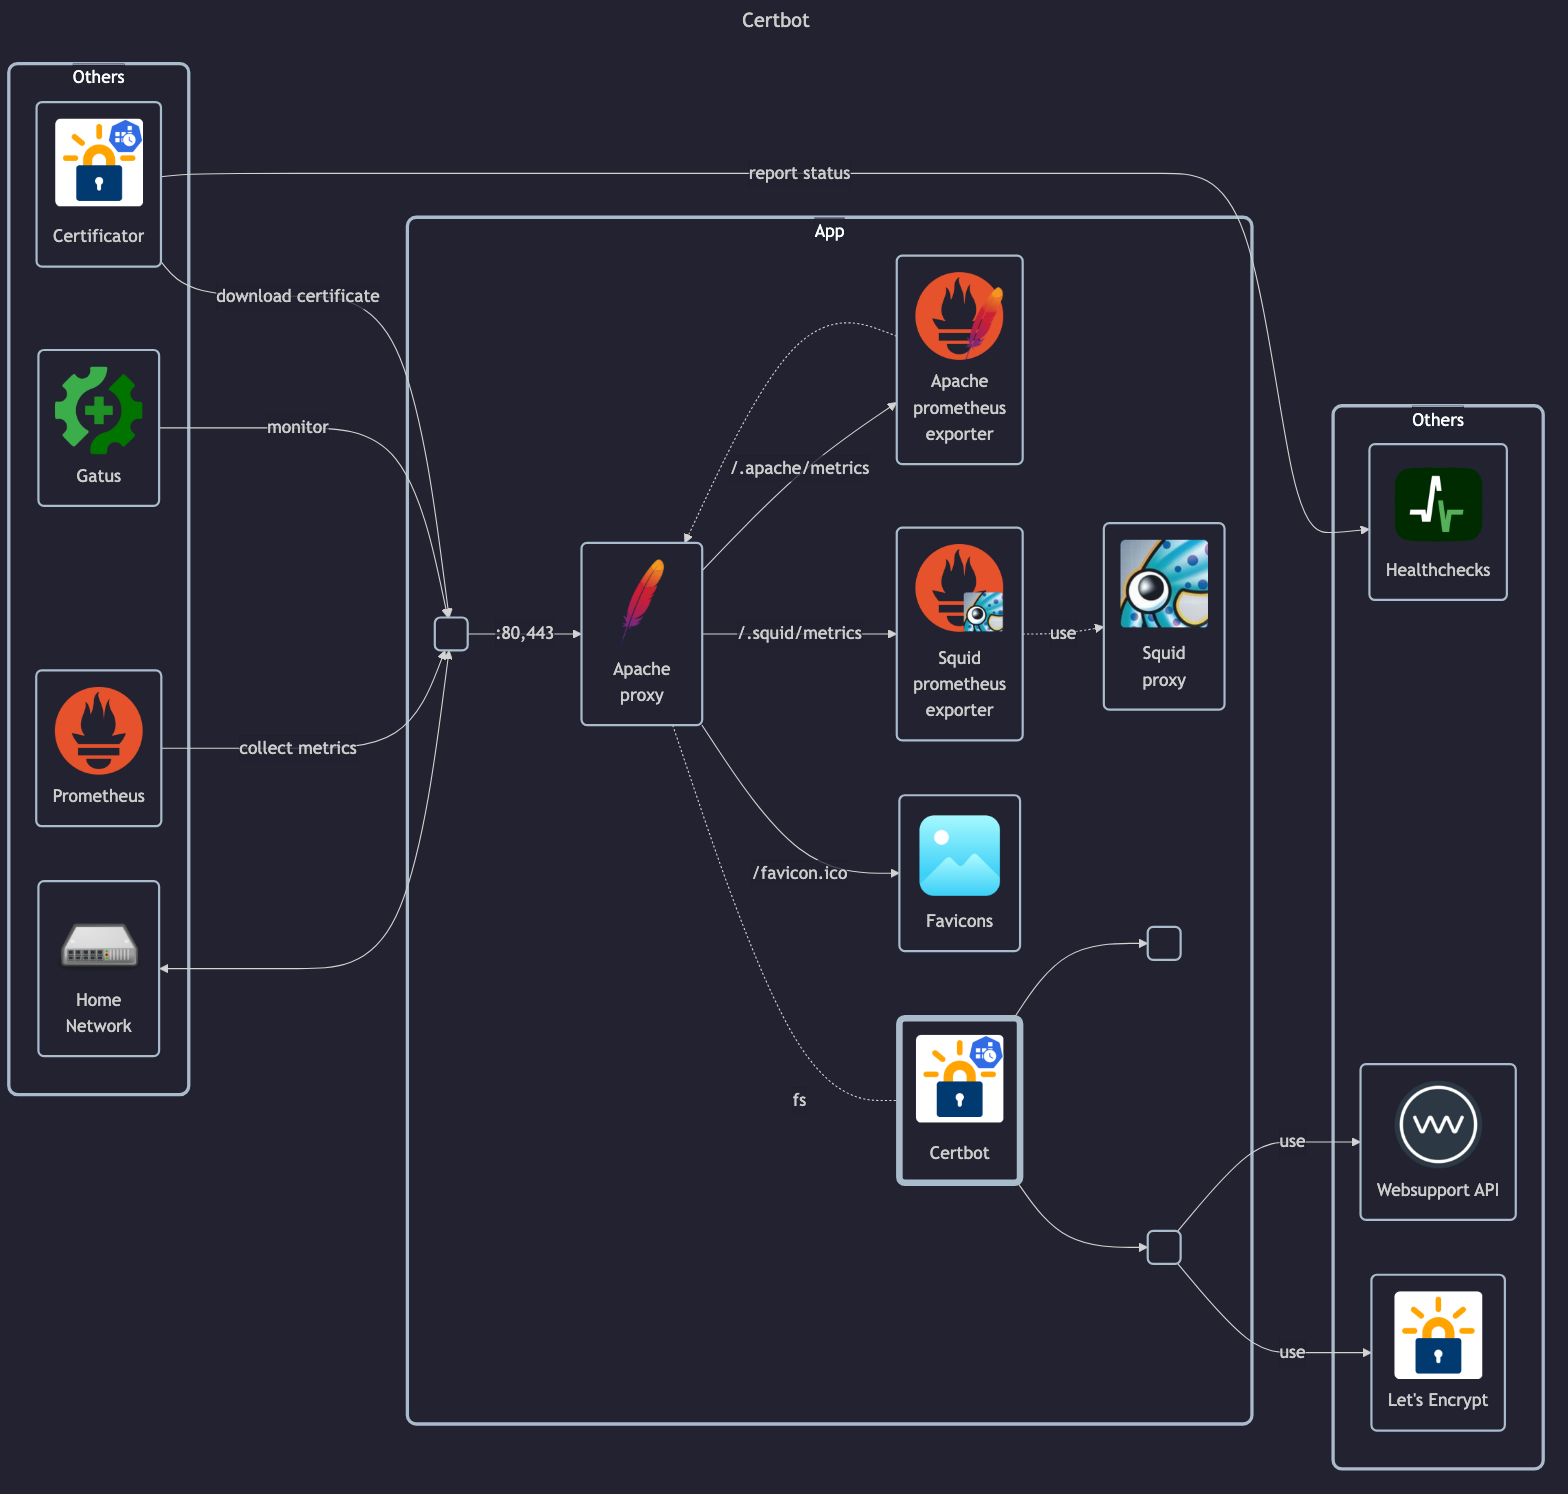 Certbot
Others
Certificator
report status
download certificate
App
Gatus
monitor
Apache
prometheus
exporter
/.apache/metrics
Others
Healthchecks
:80,443
Apache
proxy
/.squid/metrics
Squid
prometheus
exporter
use
Squid
proxy
Prometheus
collect metrics
/favicon.ico
Favicons
Home
Network
fs
Certbot
use
Websupport API
use
Let's Encrypt